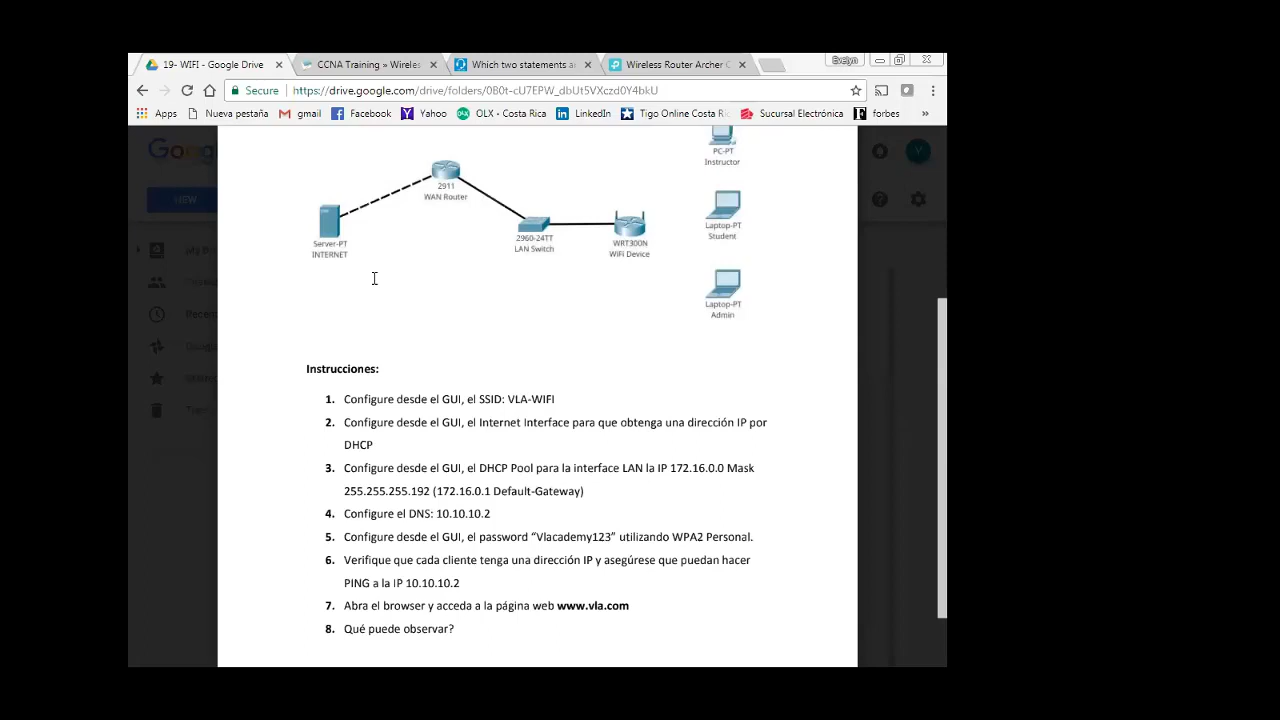 19- WIFI - Google Drive
CCNA Training » Wireles
Which two statements a
Wireless Router Archer C
Evelyn
Secure
https://drive.google.com/drive/folders/0B0t-cU7EPW_dbUt5VXczd0Y4bkU
Apps
Nueva pestaña
gmail
Facebook
Yahoo
OLX - Costa Rica
LinkedIn
Tigo Online Costa Ric
Sucursal Electrónica
forbes
»
Goo
NEW
Y
PC-PT
Instructor
2911
WAN Router
Server-PT
INTERNET
2960-24TT
LAN Switch
WRT300N
WiFi Device
Laptop-PT
Student
Laptop-PT
Admin
Instrucciones:
1. Configure desde el GUI, el SSID: VLA-WIFI
2. Configure desde el GUI, el Internet Interface para que obtenga una dirección IP por
DHCP
3. Configure desde el GUI, el DHCP Pool para la interface LAN la IP 172.16.0.0 Mask
255.255.255.192 (172.16.0.1 Default-Gateway)
4. Configure el DNS: 10.10.10.2
5. Configure desde el GUI, el password “Vlacademy123” utilizando WPA2 Personal.
6. Verifique que cada cliente tenga una dirección IP y asegúrese que puedan hacer
PING a la IP 10.10.10.2
7. Abra el browser y acceda a la página web www.vla.com
8. Qué puede observar?